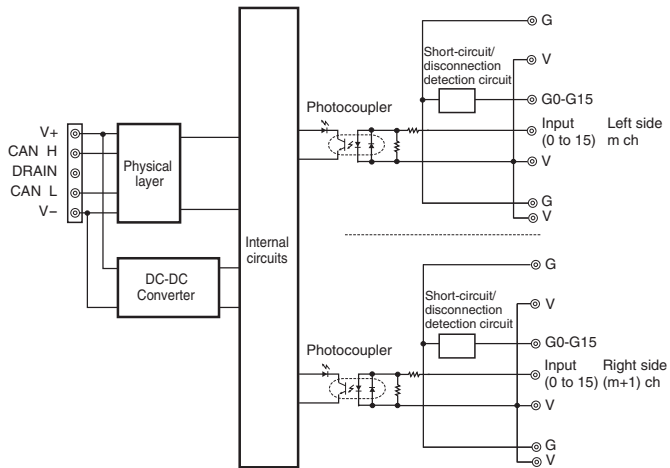 V+
CAN H
DRAIN
CAN L
V−
Physical
layer
DC-DC
Converter
Internal
circuits
Photocoupler
Short-circuit/
disconnection
detection circuit
G
V
G0-G15
Input
(0 to 15)
Left side
m ch
V
G
V
Photocoupler
Short-circuit/
disconnection
detection circuit
G
V
G0-G15
Input
(0 to 15)
Right side
(m+1) ch
V
G
V